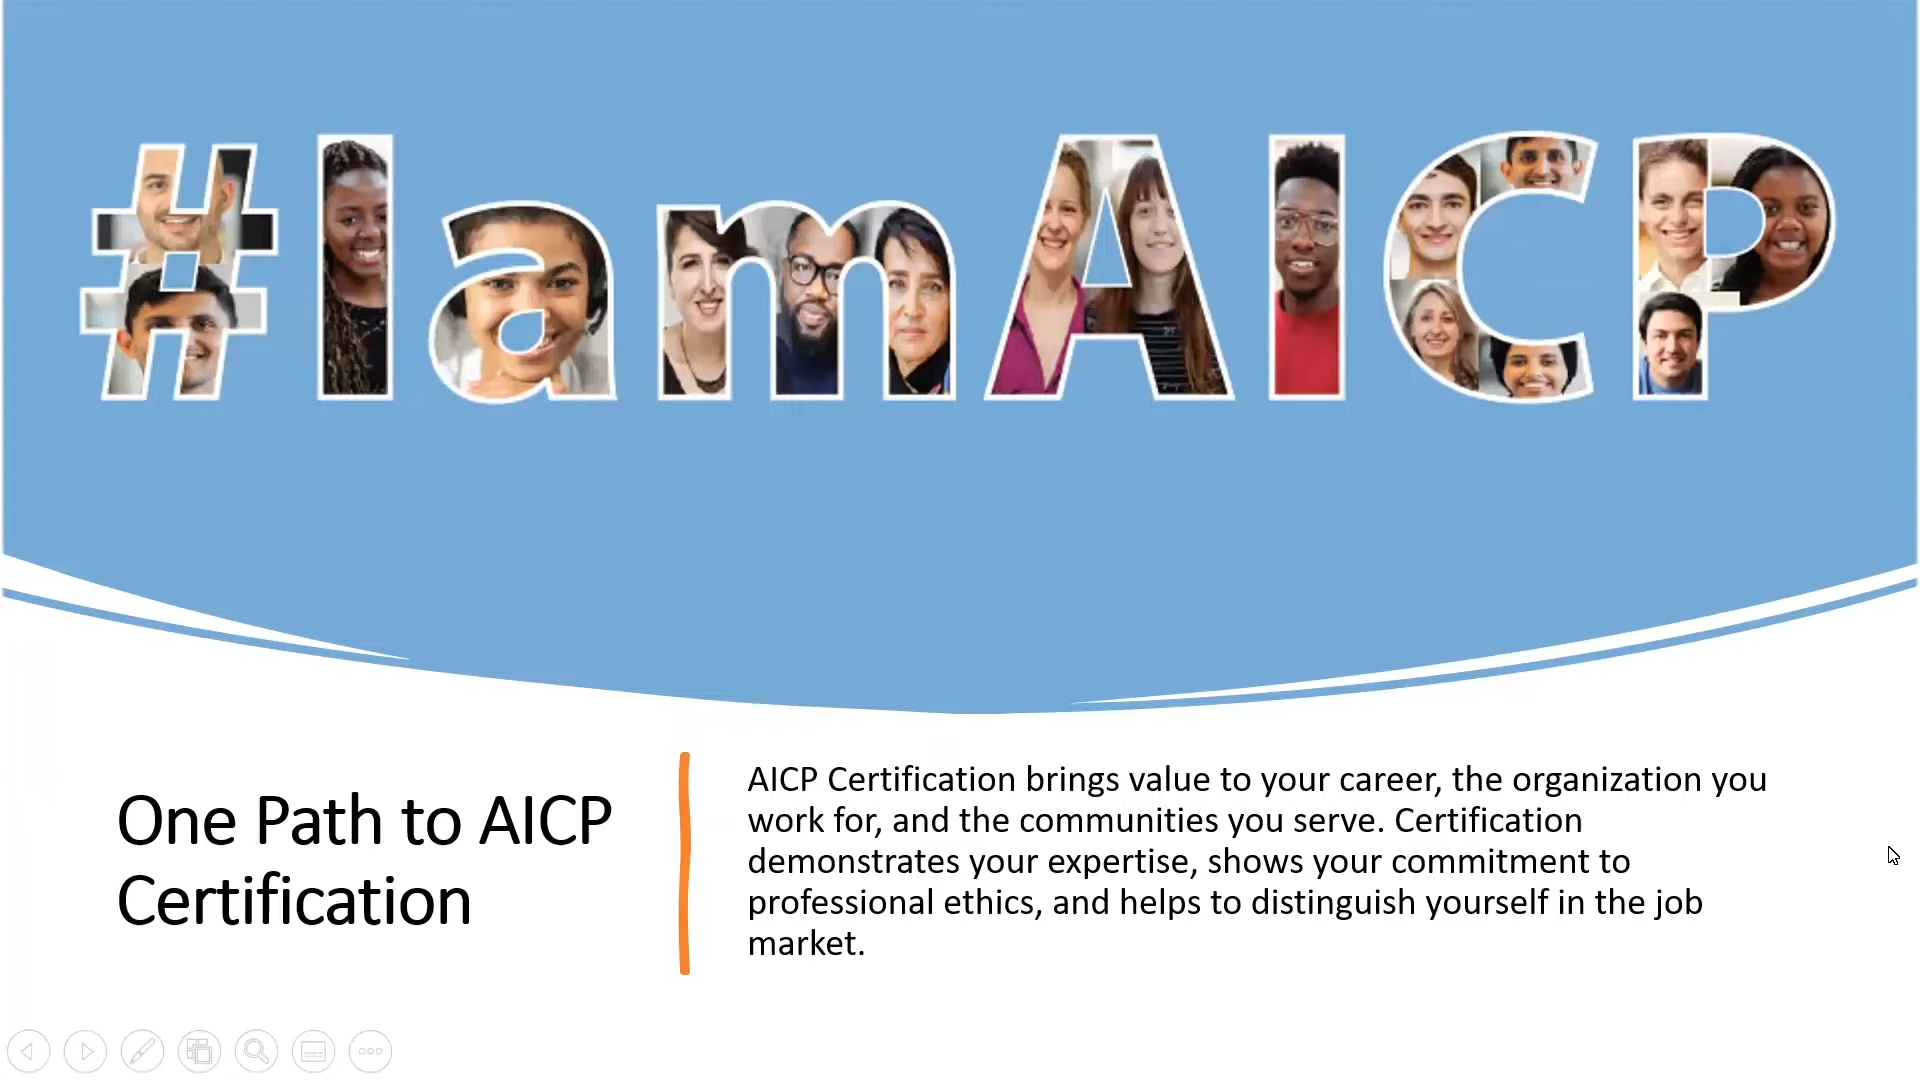 #IamAICP
One Path to AICP
Certification
AICP Certification brings value to your career, the organization you
work for, and the communities you serve. Certification
demonstrates your expertise, shows your commitment to
professional ethics, and helps to distinguish yourself in the job
market.